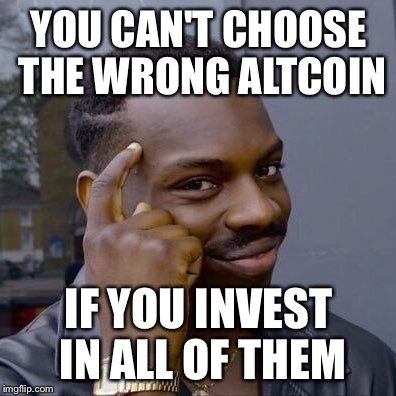 YOU CAN'T CHOOSE
THE WRONG ALTCOIN
IF YOU INVEST
IN ALL OF THEM
imgflip.com